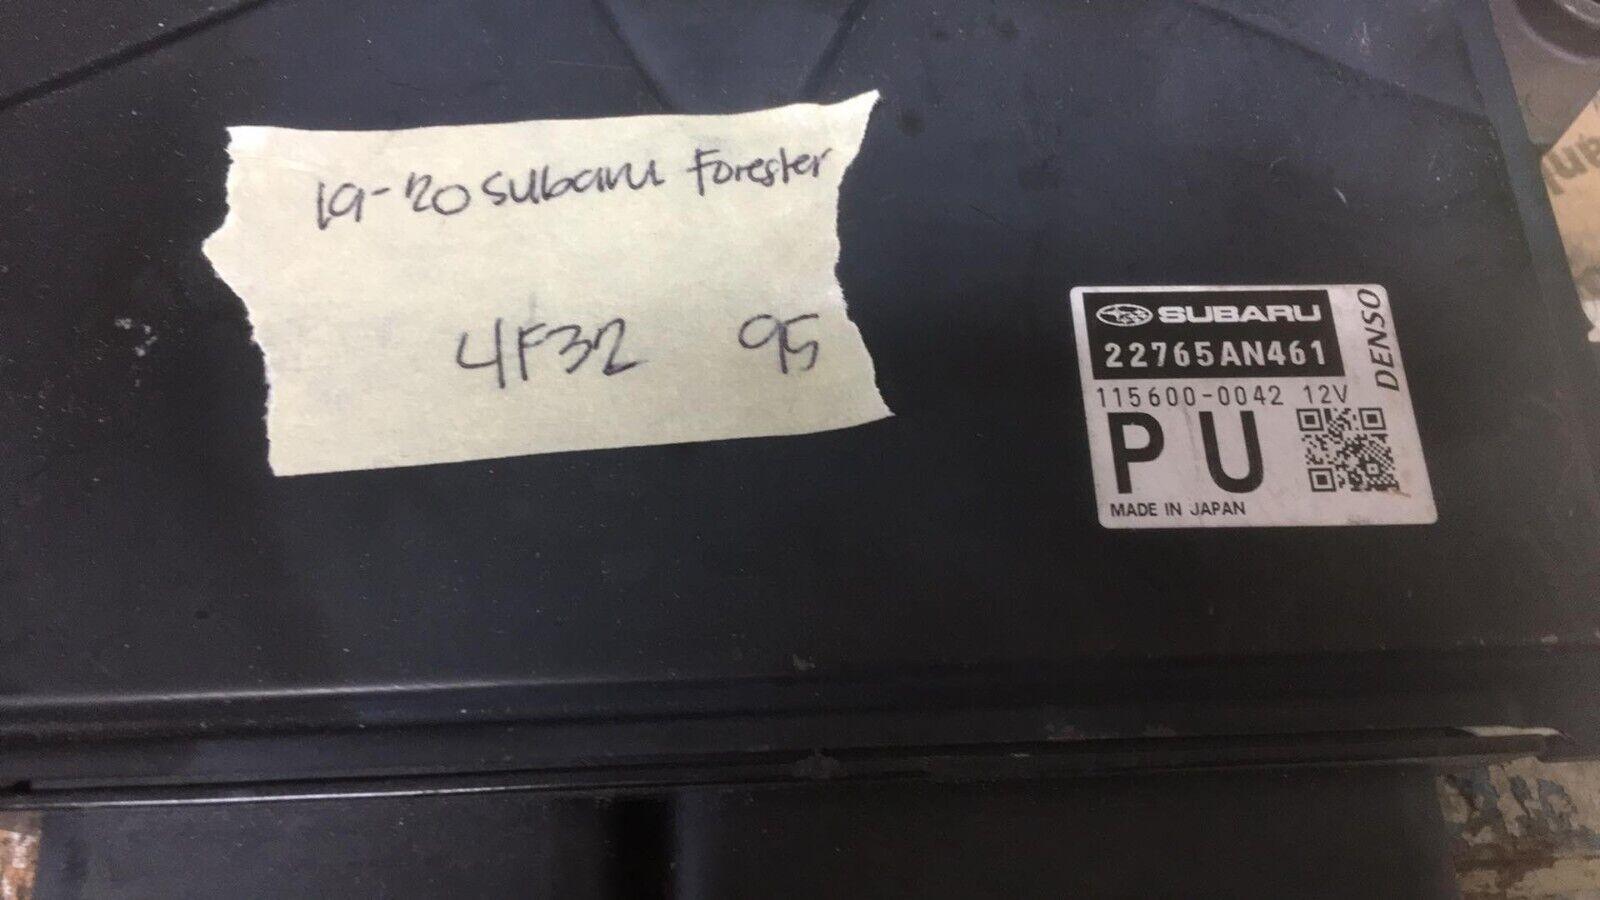 19-20 Subaru Forester
4F32 95
SUBARU
22765AN461
115600-0042 12V
DENSO
PU
MADE IN JAPAN